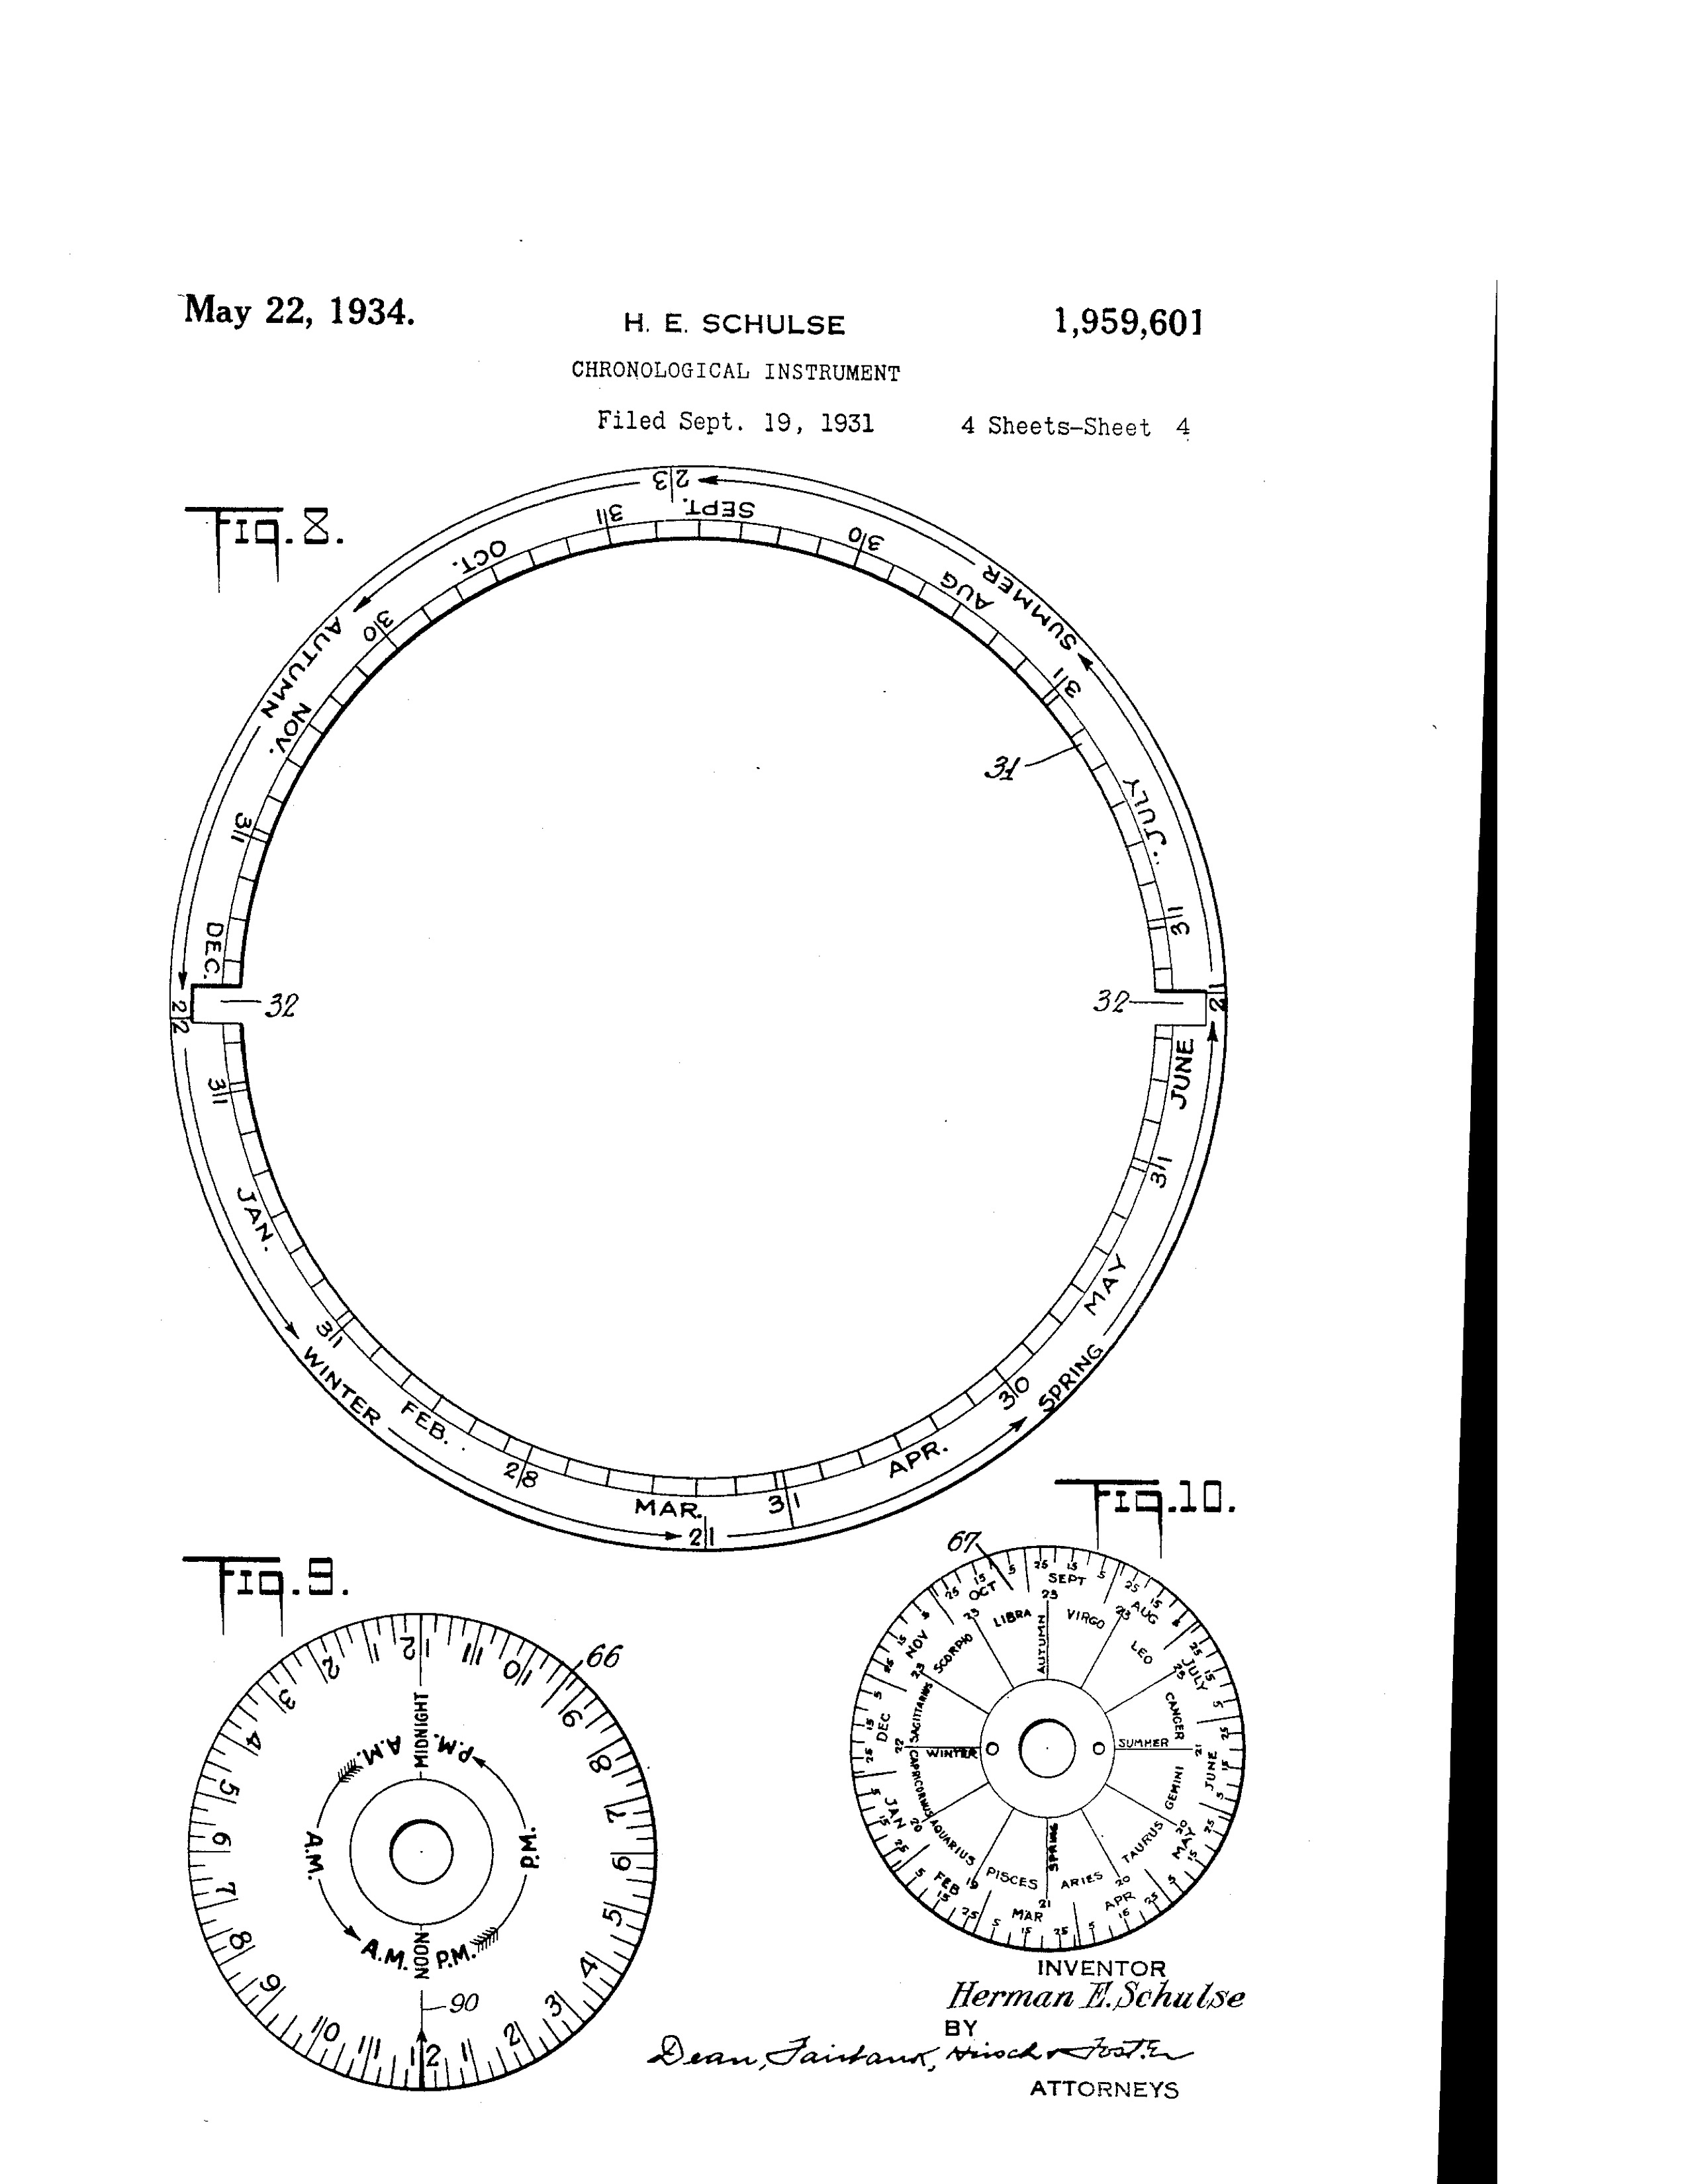 May 22, 1934.
H. E. SCHULSE
1,959,601
CHRONOLOGICAL INSTRUMENT
Filed Sept. 19, 1931
4 Sheets-Sheet 4
Fig. 8.
23
SEPT.
31
OCT.
30
AUTUMN
NOV.
31
DEC.
22
32
31
JAN.
31
WINTER
FEB.
28
MAR.
21
31
APR.
30
SPRING
MAY
31
JUNE
21
32
31
JULY
31
31
SUMMER
AUG
30
Fig. 9.
66
12 11 10 9 8 7 6 5 4 3 2 1 12 11 10 9 8 7 6 5 4 3 2 1
MIDNIGHT
P.M.
A.M.
A.M.
P.M.
A.M.
NOON
P.M.
90
Fig. 10.
67
25 15 5
SEPT
23
25 15 5
AUG
23
25 15 5
JULY
23
25 15 5
JUNE
21
25 15 5
MAY
20
25 16 5
APR
20
25 15 5
MAR
21
25 15 5
FEB
19
25 15 5
JAN
20
25 15 5
DEC
22
15
NOV
23
25 15 5
OCT
23
LIBRA
AUTUMN
VIRGO
LEO
CANCER
SUMMER
GEMINI
TAURUS
ARIES
SPRING
PISCES
AQUARIUS
CAPRICORNUS
WINTER
SAGITTARIUS
SCORPIO
INVENTOR
Herman E. Schulse
BY
Dean, Fairbank, Hirsch & Foster
ATTORNEYS